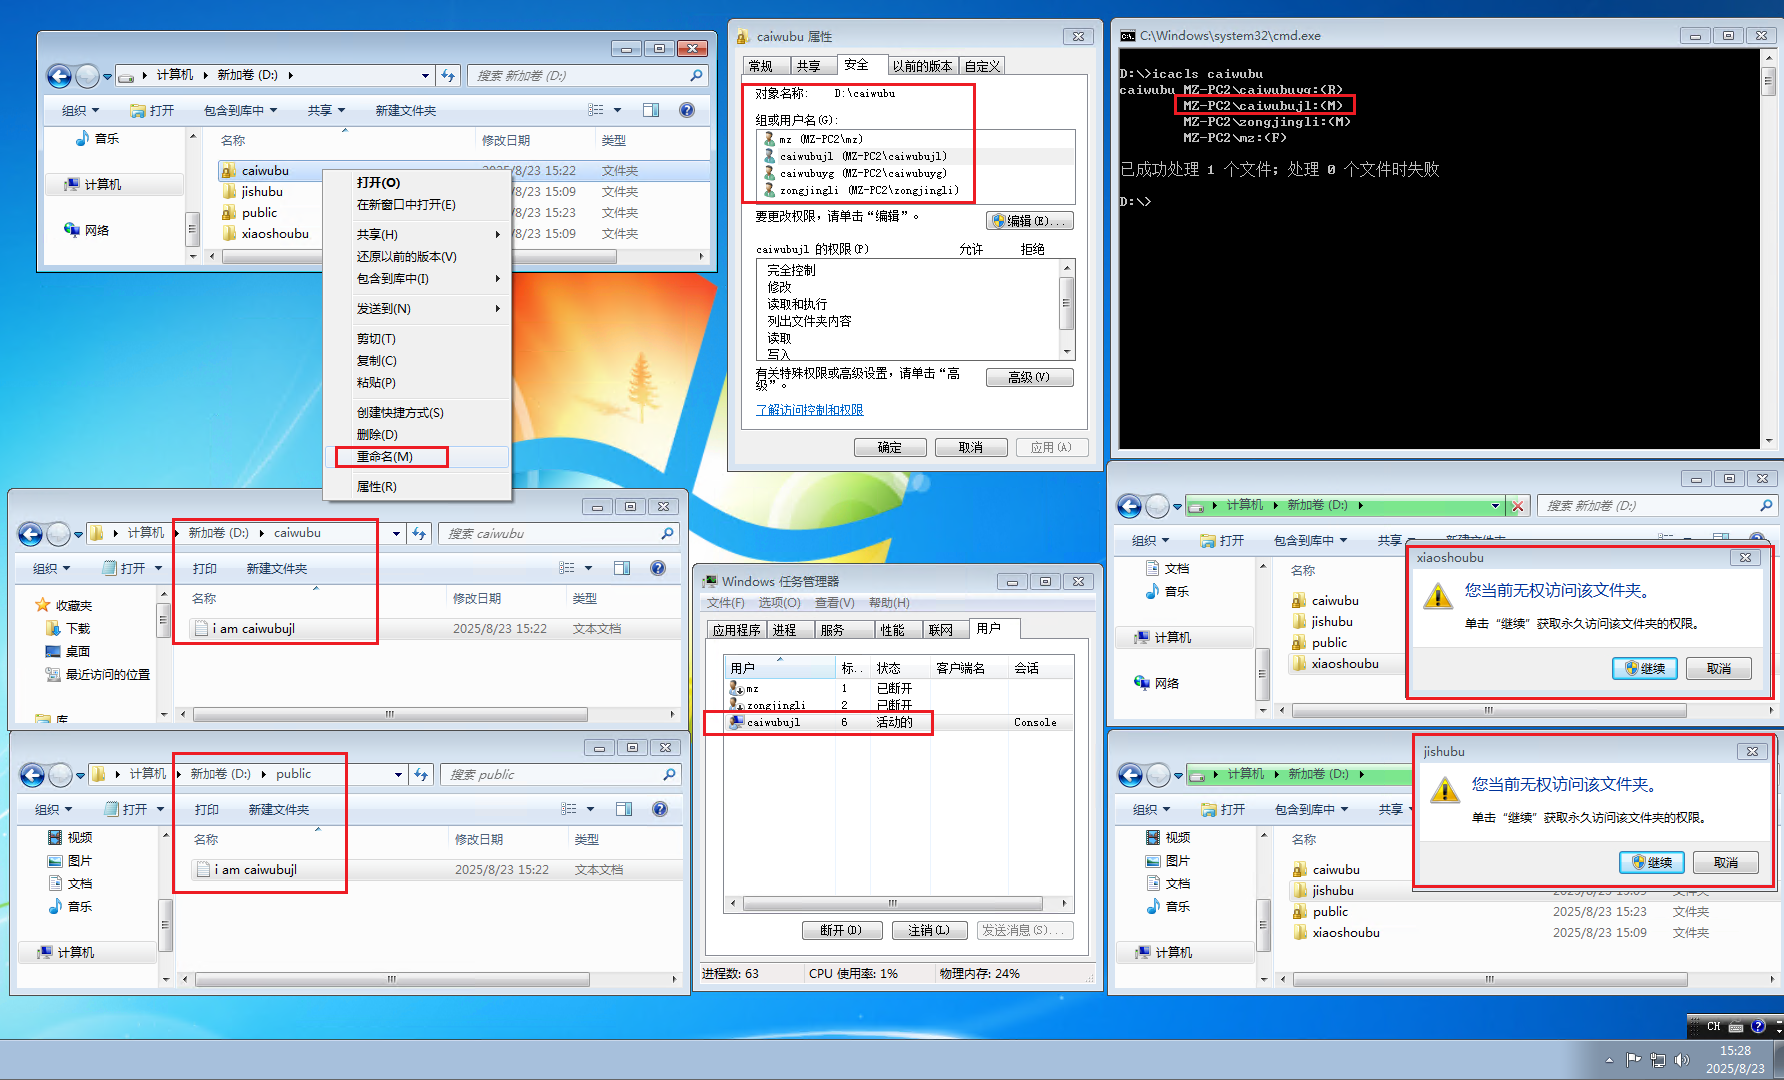 计算机 新加卷 (D:)
搜索 新加卷 (D:)
组织 打开 包含到库中 共享 新建文件夹
音乐
计算机
网络
名称 修改日期 类型
caiwubu 2025/8/23 15:22 文件夹
jishubu 8/23 15:09 文件夹
public 8/23 15:23 文件夹
xiaoshoubu 8/23 15:09 文件夹
打开(O)
在新窗口中打开(E)
共享(H)
还原以前的版本(V)
包含到库中(I)
发送到(N)
剪切(T)
复制(C)
粘贴(P)
创建快捷方式(S)
删除(D)
重命名(M)
属性(R)
caiwubu 属性
常规 共享 安全 以前的版本 自定义
对象名称: D:\caiwubu
组或用户名(G):
mz (MZ-PC2\mz)
caiwubujl (MZ-PC2\caiwubujl)
caiwubuyg (MZ-PC2\caiwubuyg)
zongjingli (MZ-PC2\zongjingli)
要更改权限，请单击“编辑”。
编辑(E)...
caiwubujl 的权限(P) 允许 拒绝
完全控制
修改
读取和执行
列出文件夹内容
读取
写入
有关特殊权限或高级设置，请单击“高
级”。
高级(V)
了解访问控制和权限
确定 取消 应用(A)
C:\Windows\system32\cmd.exe
D:\>icacls caiwubu
caiwubu MZ-PC2\caiwubuyg:(R)
MZ-PC2\caiwubujl:(M)
MZ-PC2\zongjingli:(M)
MZ-PC2\mz:(F)
已成功处理 1 个文件; 处理 0 个文件时失败
D:\>
计算机 新加卷 (D:) caiwubu
搜索 caiwubu
组织 打开 打印 新建文件夹
收藏夹
下载
桌面
最近访问的位置
库
名称 修改日期 类型
i am caiwubujl 2025/8/23 15:22 文本文档
计算机 新加卷 (D:) public
搜索 public
组织 打开 打印 新建文件夹
视频
图片
文档
音乐
计算机
名称 修改日期 类型
i am caiwubujl 2025/8/23 15:22 文本文档
Windows 任务管理器
文件(F) 选项(O) 查看(V) 帮助(H)
应用程序 进程 服务 性能 联网 用户
用户 标.. 状态 客户端名 会话
mz 1 已断开
zongjingli 2 已断开
caiwubujl 6 活动的 Console
断开(D) 注销(L) 发送消息(S)...
进程数: 63 CPU 使用率: 1% 物理内存: 24%
计算机 新加卷 (D:)
搜索 新加卷 (D:)
组织 打开 包含到库中 共享 新建文件夹
文档
音乐
计算机
网络
名称
caiwubu
jishubu
public
xiaoshoubu
xiaoshoubu
您当前无权访问该文件夹。
单击“继续”获取永久访问该文件夹的权限。
继续 取消
计算机 新加卷 (D:)
组织 打开 包含到库中 共享
视频
图片
文档
音乐
计算机
名称
caiwubu
jishubu 2025/8/23 15:09 文件夹
public 2025/8/23 15:23 文件夹
xiaoshoubu 2025/8/23 15:09 文件夹
jishubu
您当前无权访问该文件夹。
单击“继续”获取永久访问该文件夹的权限。
继续 取消
CH
15:28
2025/8/23